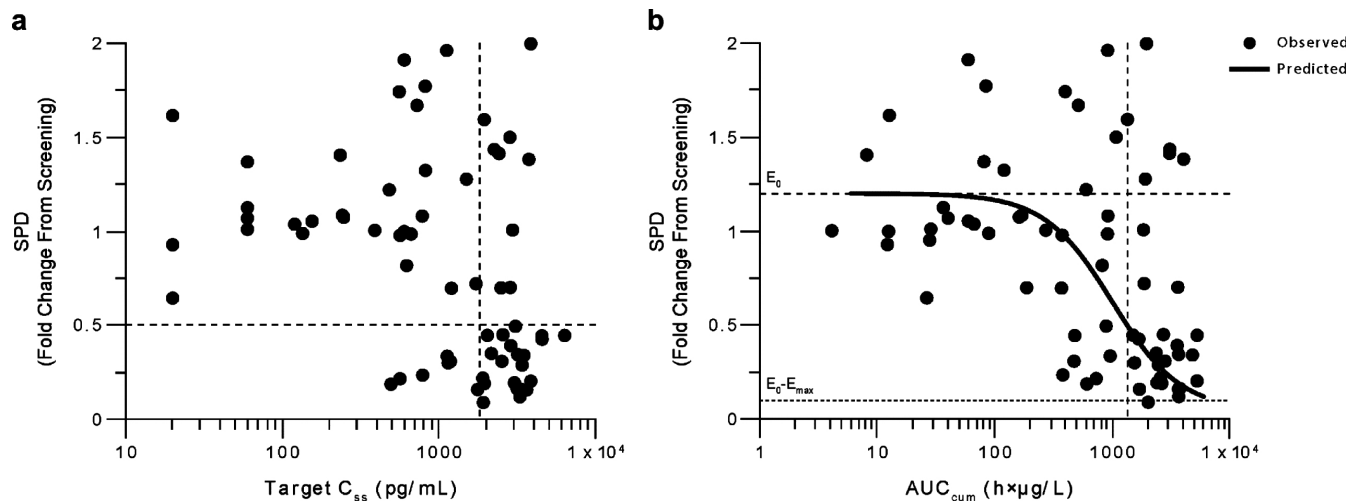 a
SPD
(Fold Change From Screening)
2
1.5
1
0.5
0
10
100
1000
1 x 10⁴
Target Css (pg/mL)
b
SPD
(Fold Change From Screening)
2
1.5
1
0.5
0
E₀
E₀-Emax
1
10
100
1000
1 x 10⁴
AUCcum (h×µg/L)
Observed
Predicted